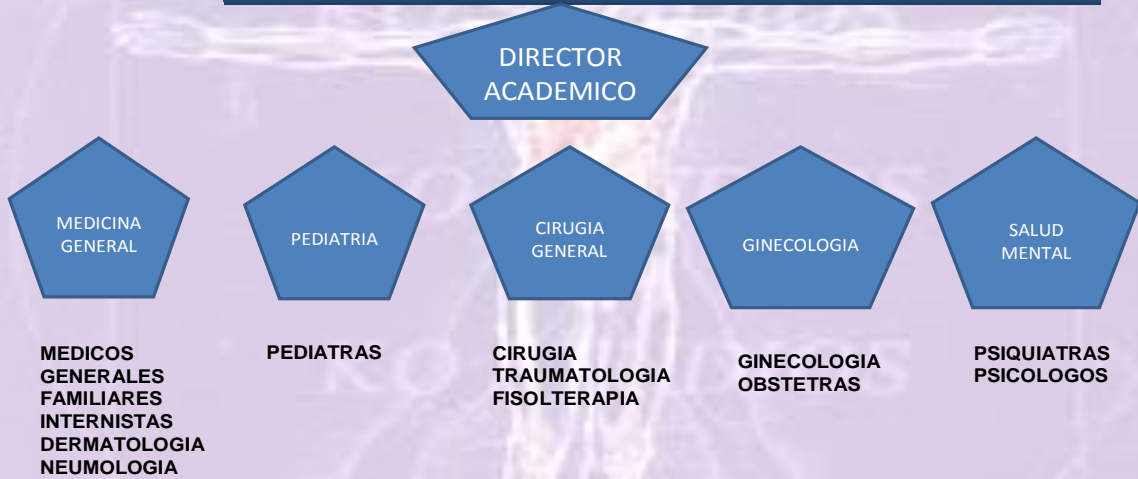 DIRECTOR
ACADEMICO
MEDICINA
GENERAL
PEDIATRIA
CIRUGIA
GENERAL
GINECOLOGIA
SALUD
MENTAL
MEDICOS
GENERALES
FAMILIARES
INTERNISTAS
DERMATOLOGIA
NEUMOLOGIA
PEDIATRAS
CIRUGIA
TRAUMATOLOGIA
FISOLTERAPIA
GINECOLOGIA
OBSTETRAS
PSIQUIATRAS
PSICOLOGOS